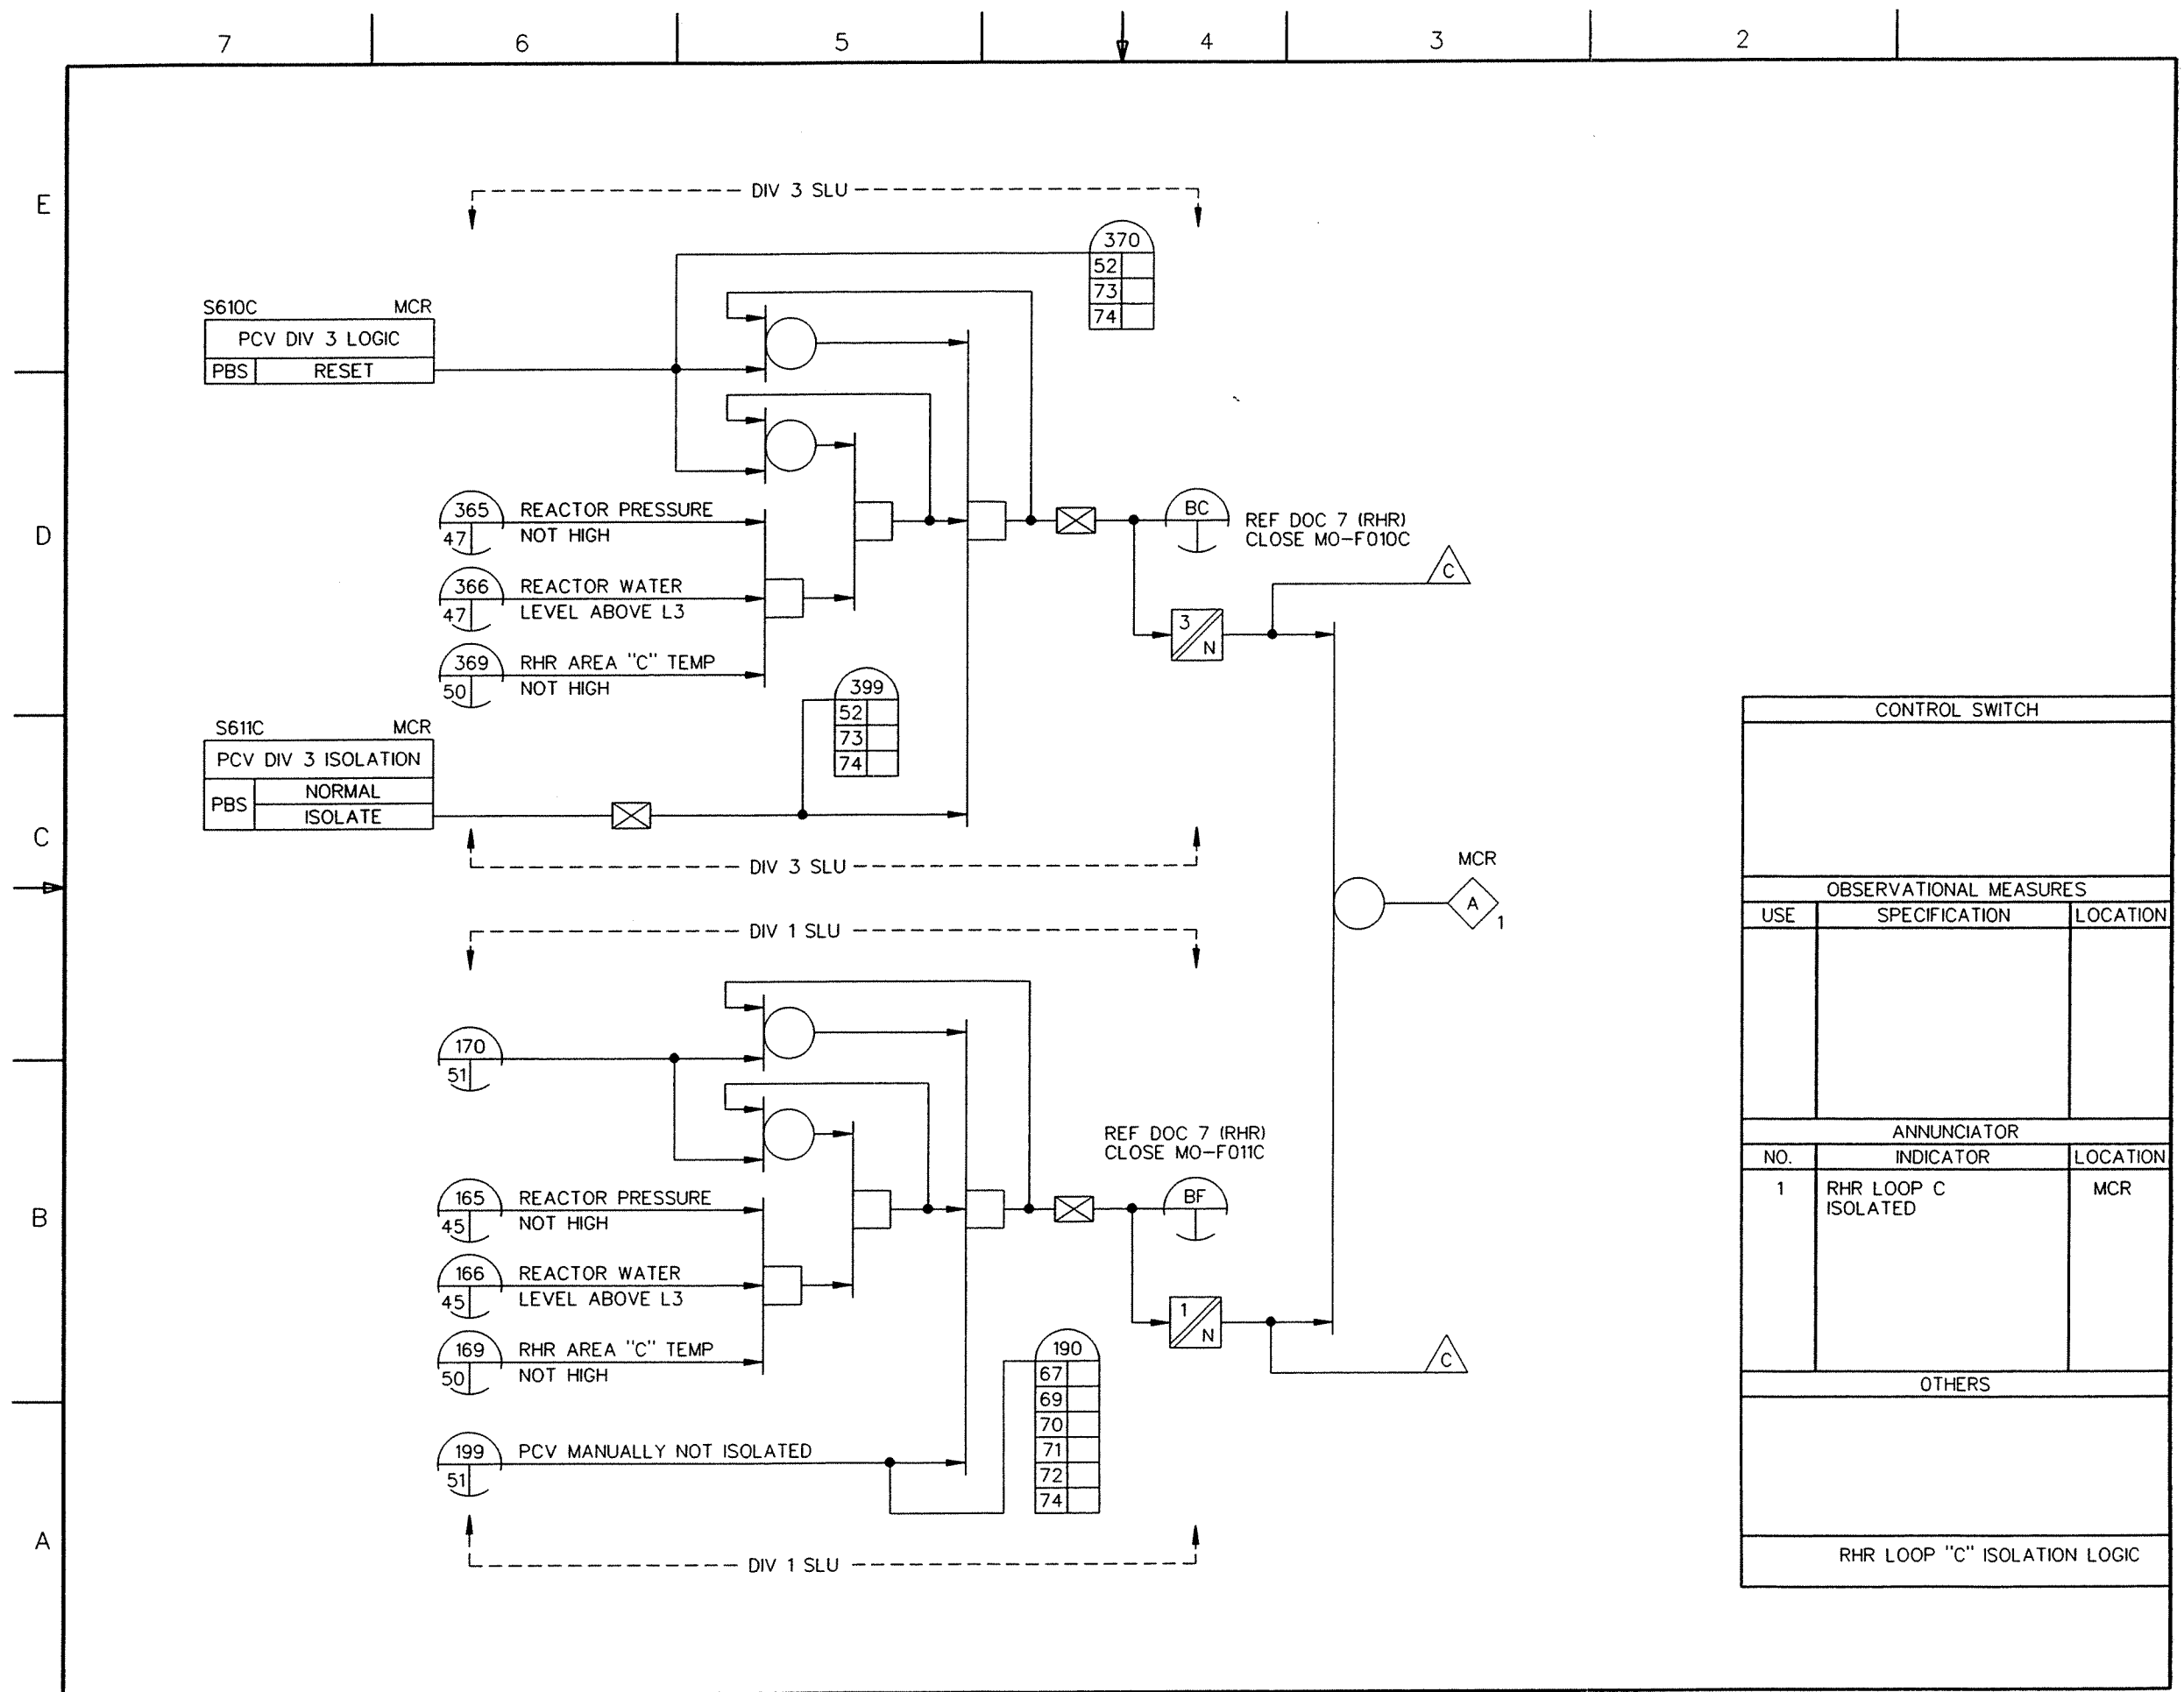 7 6 5 4 3 2
E
D
C
B
A
DIV 3 SLU
370
52
73
74
S610C MCR
PCV DIV 3 LOGIC
PBS RESET
365
47
REACTOR PRESSURE
NOT HIGH
366
47
REACTOR WATER
LEVEL ABOVE L3
369
50
RHR AREA "C" TEMP
NOT HIGH
BC
REF DOC 7 (RHR)
CLOSE MO-F010C
C
3
N
399
52
73
74
S611C MCR
PCV DIV 3 ISOLATION
PBS
NORMAL
ISOLATE
DIV 3 SLU
MCR
A
1
DIV 1 SLU
170
51
165
45
REACTOR PRESSURE
NOT HIGH
166
45
REACTOR WATER
LEVEL ABOVE L3
169
50
RHR AREA "C" TEMP
NOT HIGH
REF DOC 7 (RHR)
CLOSE MO-F011C
BF
1
N
C
199
51
PCV MANUALLY NOT ISOLATED
190
67
69
70
71
72
74
DIV 1 SLU
CONTROL SWITCH
OBSERVATIONAL MEASURES
USE SPECIFICATION LOCATION
ANNUNCIATOR
NO. INDICATOR LOCATION
1 RHR LOOP C MCR
ISOLATED
OTHERS
RHR LOOP "C" ISOLATION LOGIC